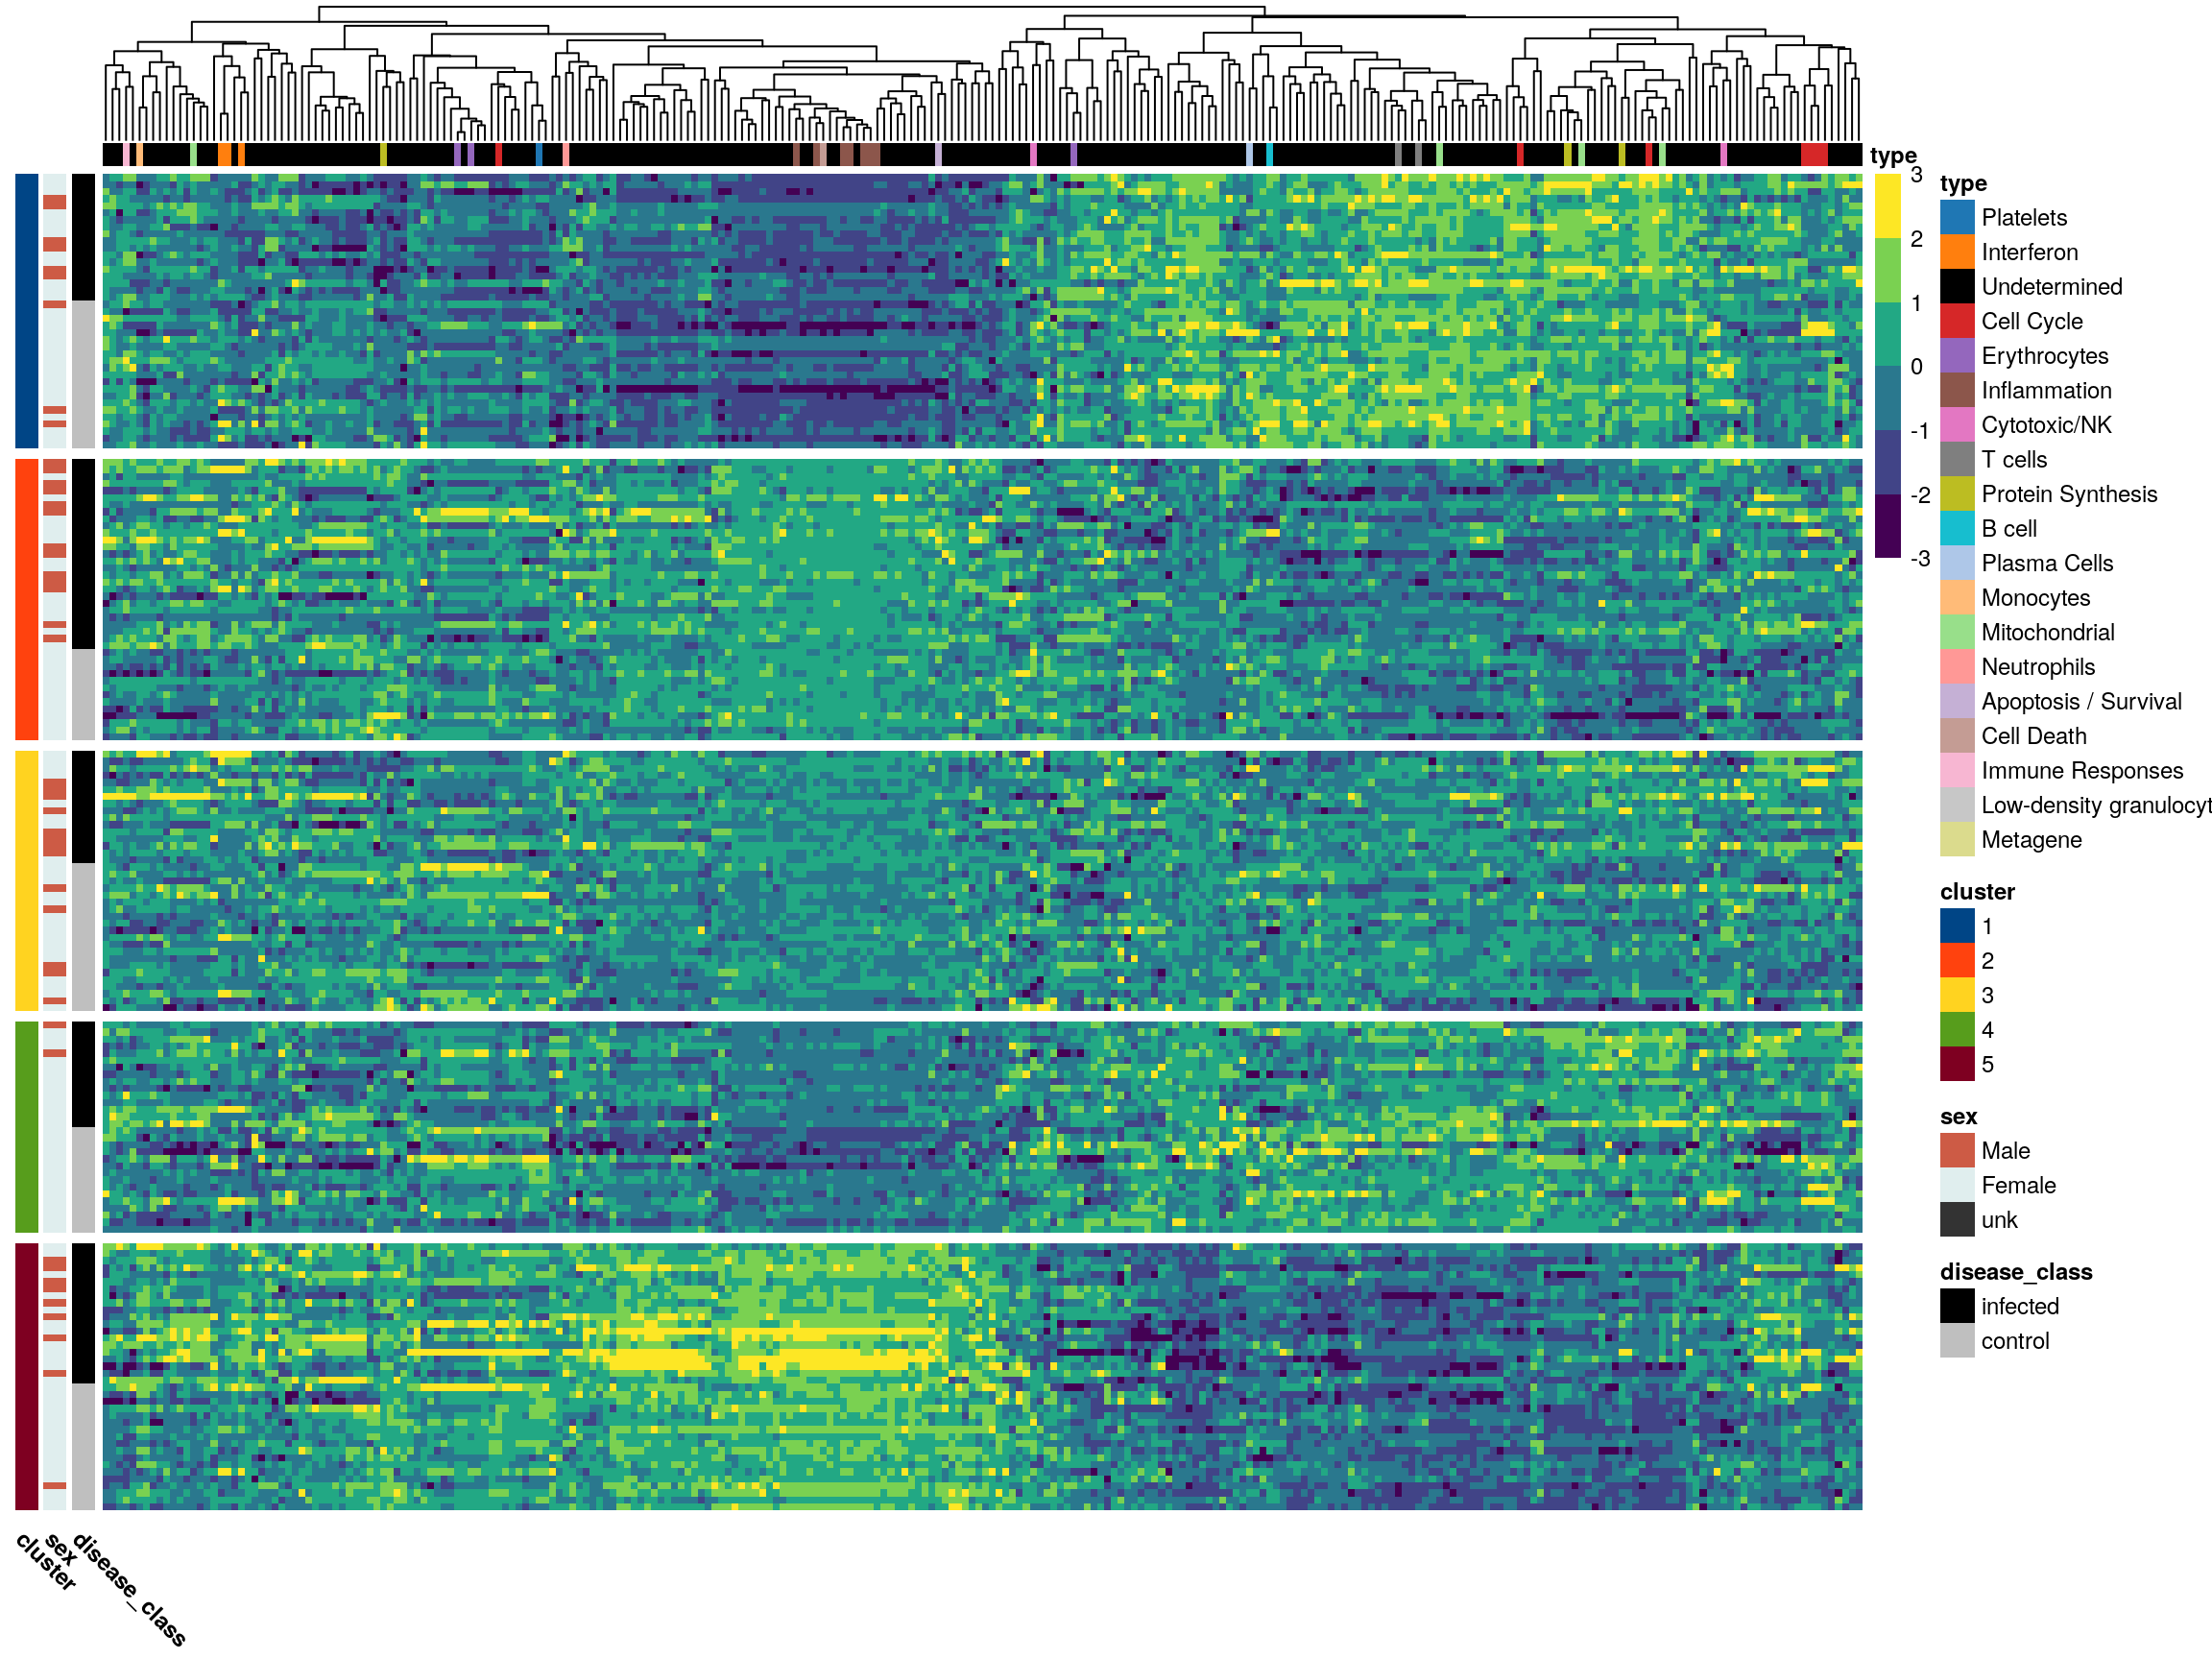 type
3
2
1
0
-1
-2
-3
type
Platelets
Interferon
Undetermined
Cell Cycle
Erythrocytes
Inflammation
Cytotoxic/NK
T cells
Protein Synthesis
B cell
Plasma Cells
Monocytes
Mitochondrial
Neutrophils
Apoptosis / Survival
Cell Death
Immune Responses
Low-density granulocyt
Metagene
cluster
1
2
3
4
5
sex
Male
Female
unk
disease_class
infected
control
cluster
sex
disease_class